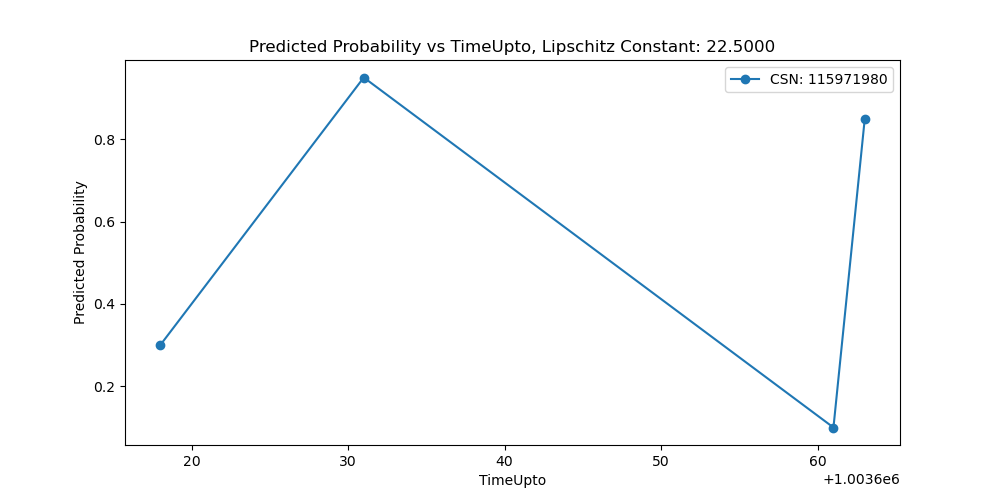 Predicted Probability vs TimeUpto, Lipschitz Constant: 22.5000
CSN: 115971980
Predicted Probability
0.8
0.6
0.4
0.2
20 30 40 50 60
TimeUpto
+1.0036e6